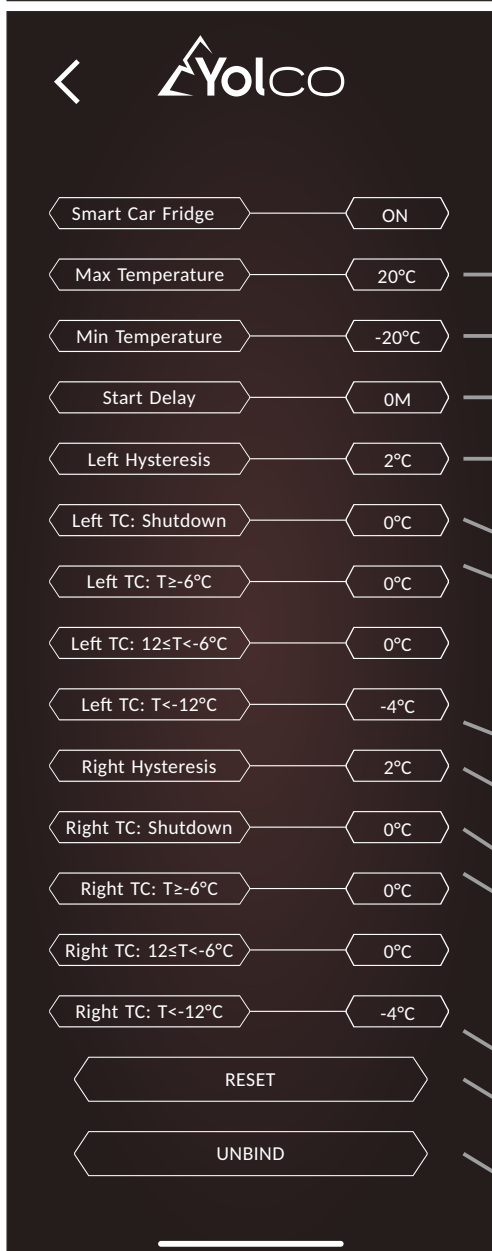 Yolco
Smart Car Fridge ON
Max Temperature 20°C
Min Temperature -20°C
Start Delay 0M
Left Hysteresis 2°C
Left TC: Shutdown 0°C
Left TC: T≥-6°C 0°C
Left TC: 12≤T<-6°C 0°C
Left TC: T<-12°C -4°C
Right Hysteresis 2°C
Right TC: Shutdown 0°C
Right TC: T≥-6°C 0°C
Right TC: 12≤T<-6°C 0°C
Right TC: T<-12°C -4°C
RESET
UNBIND